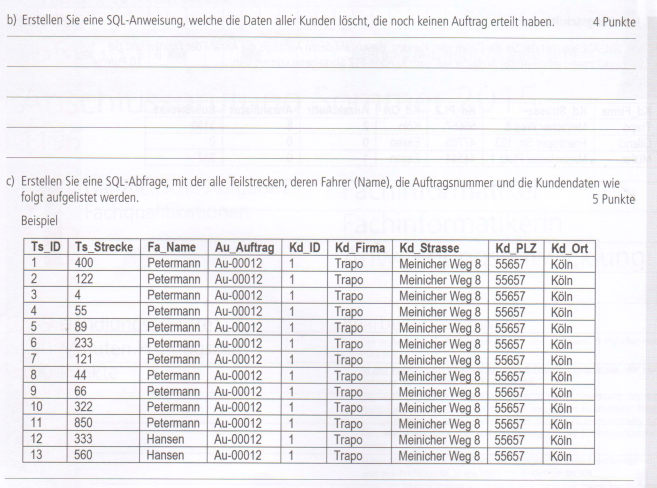 b) Erstellen Sie eine SQL-Anweisung, welche die Daten aller Kunden löscht, die noch keinen Auftrag erteilt haben. 4 Punkte
c) Erstellen Sie eine SQL-Abfrage, mit der alle Teilstrecken, deren Fahrer (Name), die Auftragsnummer und die Kundendaten wie
folgt aufgelistet werden. 5 Punkte
Beispiel
Ts_ID Ts_Strecke Fa_Name Au_Auftrag Kd_ID Kd_Firma Kd_Strasse Kd_PLZ Kd_Ort
1 400 Petermann Au-00012 1 Trapo Meinicher Weg 8 55657 Köln
2 122 Petermann Au-00012 1 Trapo Meinicher Weg 8 55657 Köln
3 4 Petermann Au-00012 1 Trapo Meinicher Weg 8 55657 Köln
4 55 Petermann Au-00012 1 Trapo Meinicher Weg 8 55657 Köln
5 89 Petermann Au-00012 1 Trapo Meinicher Weg 8 55657 Köln
6 233 Petermann Au-00012 1 Trapo Meinicher Weg 8 55657 Köln
7 121 Petermann Au-00012 1 Trapo Meinicher Weg 8 55657 Köln
8 44 Petermann Au-00012 1 Trapo Meinicher Weg 8 55657 Köln
9 66 Petermann Au-00012 1 Trapo Meinicher Weg 8 55657 Köln
10 322 Petermann Au-00012 1 Trapo Meinicher Weg 8 55657 Köln
11 850 Petermann Au-00012 1 Trapo Meinicher Weg 8 55657 Köln
12 333 Hansen Au-00012 1 Trapo Meinicher Weg 8 55657 Köln
13 560 Hansen Au-00012 1 Trapo Meinicher Weg 8 55657 Köln